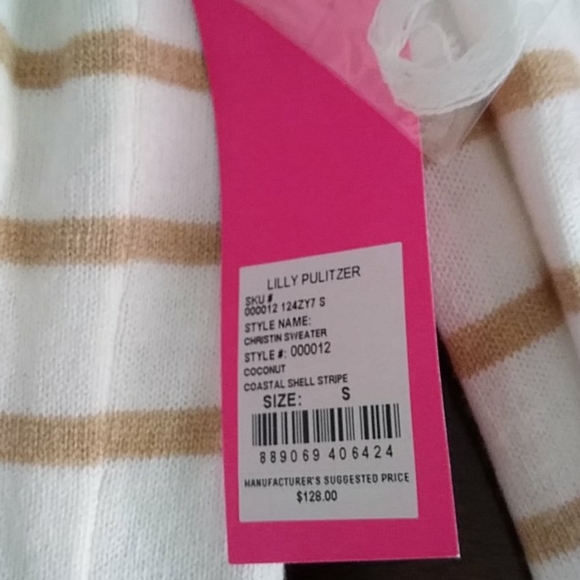 LILLY PULITZER
SKU #
000012 124ZY7 S
STYLE NAME:
CHRISTIN SWEATER
STYLE #: 000012
COCONUT
COASTAL SHELL STRIPE
SIZE: S
889069 406424
MANUFACTURER'S SUGGESTED PRICE
$128.00